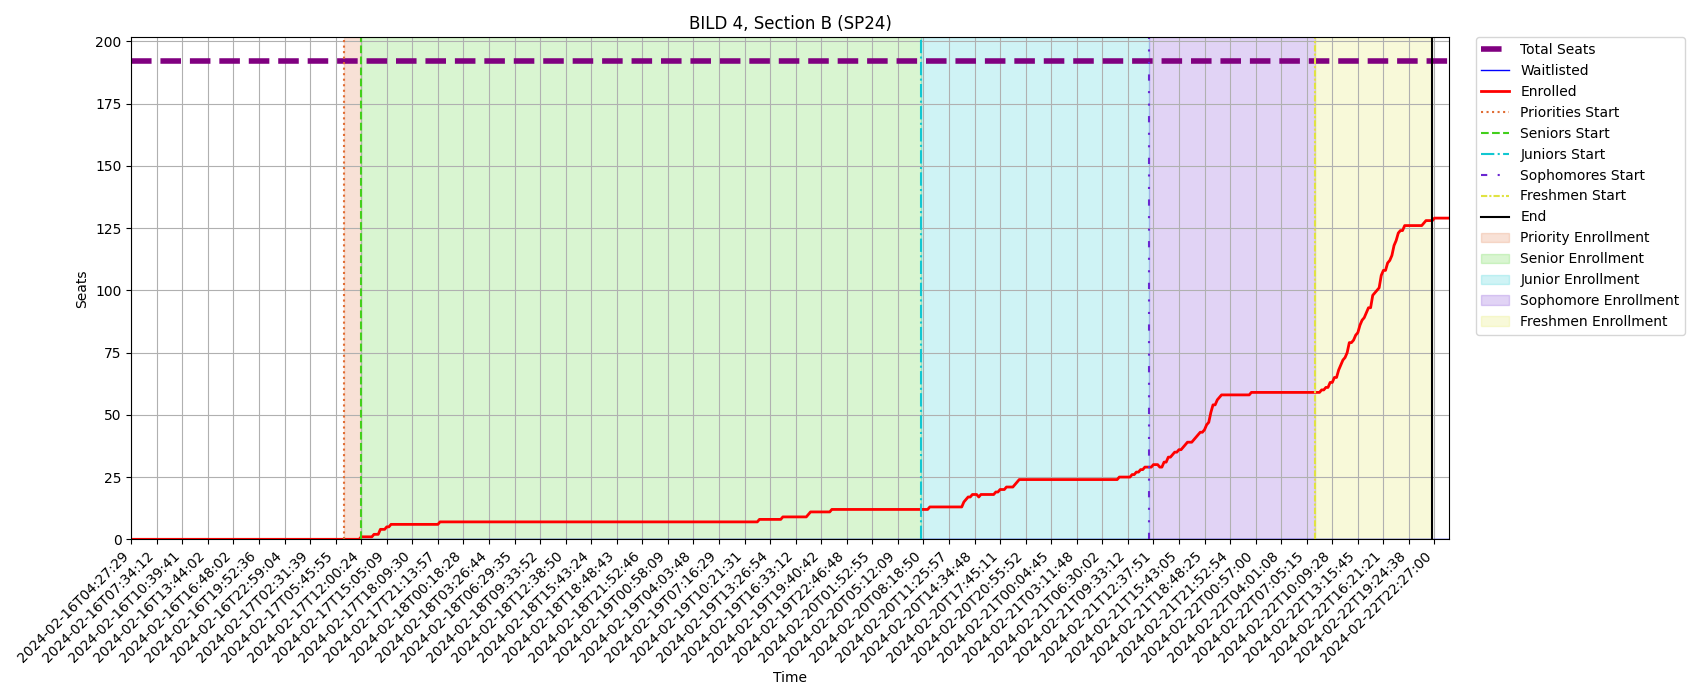 BILD 4, Section B (SP24)
Seats
200
175
150
125
100
75
50
25
0
2024-02-16T04:27:29
2024-02-16T07:34:12
2024-02-16T10:39:41
2024-02-16T13:44:02
2024-02-16T16:48:02
2024-02-16T19:52:36
2024-02-16T22:59:04
2024-02-17T02:31:39
2024-02-17T05:45:55
2024-02-17T12:00:24
2024-02-17T15:05:09
2024-02-17T18:09:30
2024-02-17T21:13:57
2024-02-18T00:18:28
2024-02-18T03:26:44
2024-02-18T06:29:35
2024-02-18T09:33:52
2024-02-18T12:38:50
2024-02-18T15:43:24
2024-02-18T18:48:43
2024-02-18T21:52:46
2024-02-19T00:58:09
2024-02-19T04:03:48
2024-02-19T07:16:29
2024-02-19T10:21:31
2024-02-19T13:26:54
2024-02-19T16:33:12
2024-02-19T19:40:42
2024-02-19T22:46:48
2024-02-20T01:52:55
2024-02-20T05:12:09
2024-02-20T08:18:50
2024-02-20T11:25:57
2024-02-20T14:34:48
2024-02-20T17:45:11
2024-02-20T20:55:52
2024-02-21T00:04:45
2024-02-21T03:11:48
2024-02-21T06:30:02
2024-02-21T09:33:12
2024-02-21T12:37:51
2024-02-21T15:43:05
2024-02-21T18:48:25
2024-02-21T21:52:54
2024-02-22T00:57:00
2024-02-22T04:01:08
2024-02-22T07:05:15
2024-02-22T10:09:28
2024-02-22T13:15:45
2024-02-22T16:21:21
2024-02-22T19:24:38
2024-02-22T22:27:00
Time
Total Seats
Waitlisted
Enrolled
Priorities Start
Seniors Start
Juniors Start
Sophomores Start
Freshmen Start
End
Priority Enrollment
Senior Enrollment
Junior Enrollment
Sophomore Enrollment
Freshmen Enrollment